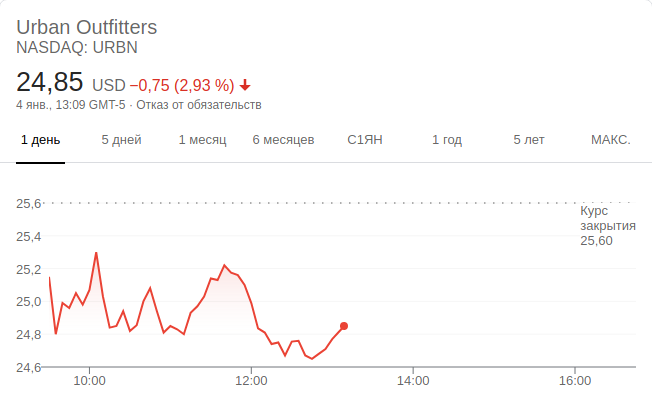 Urban Outfitters
NASDAQ: URBN
24,85 USD −0,75 (2,93 %)
4 янв., 13:09 GMT-5 · Отказ от обязательств
1 день 5 дней 1 месяц 6 месяцев С1ЯН 1 год 5 лет МАКС.
25,6
Курс
закрытия
25,60
25,4
25,2
25,0
24,8
24,6
10:00 12:00 14:00 16:00